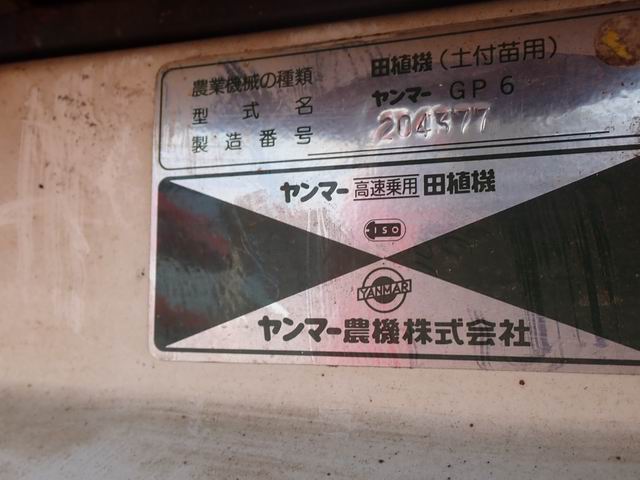 農業機械の種類 田植機(土付苗用)
型式名 ヤンマー GP6
製造番号 204377
ヤンマー 高速乗用 田植機
ISO
YANMAR
ヤンマー農機株式会社